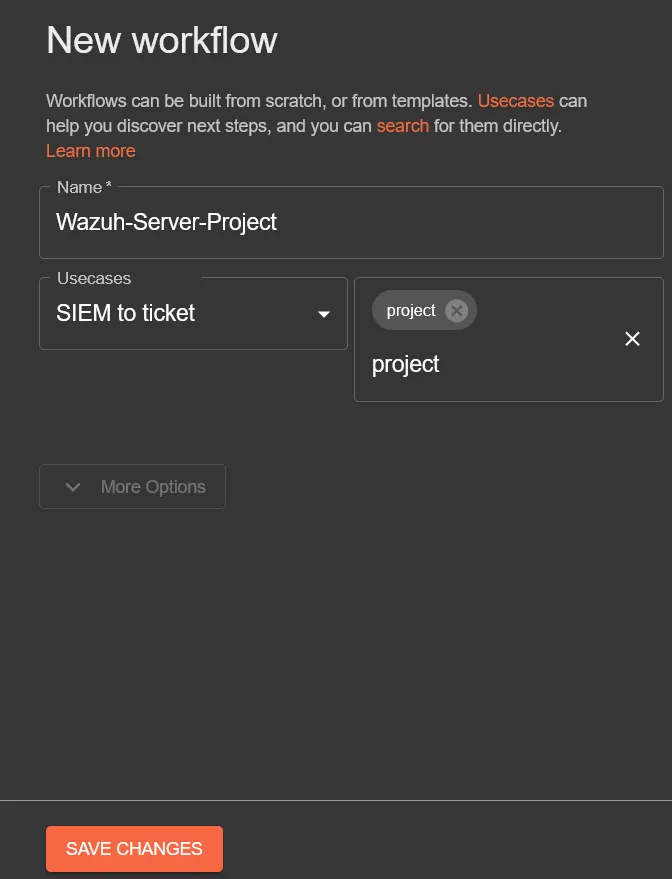 New workflow
Workflows can be built from scratch, or from templates. Usecases can
help you discover next steps, and you can search for them directly.
Learn more
Name *
Wazuh-Server-Project
Usecases
SIEM to ticket
project
project
More Options
SAVE CHANGES